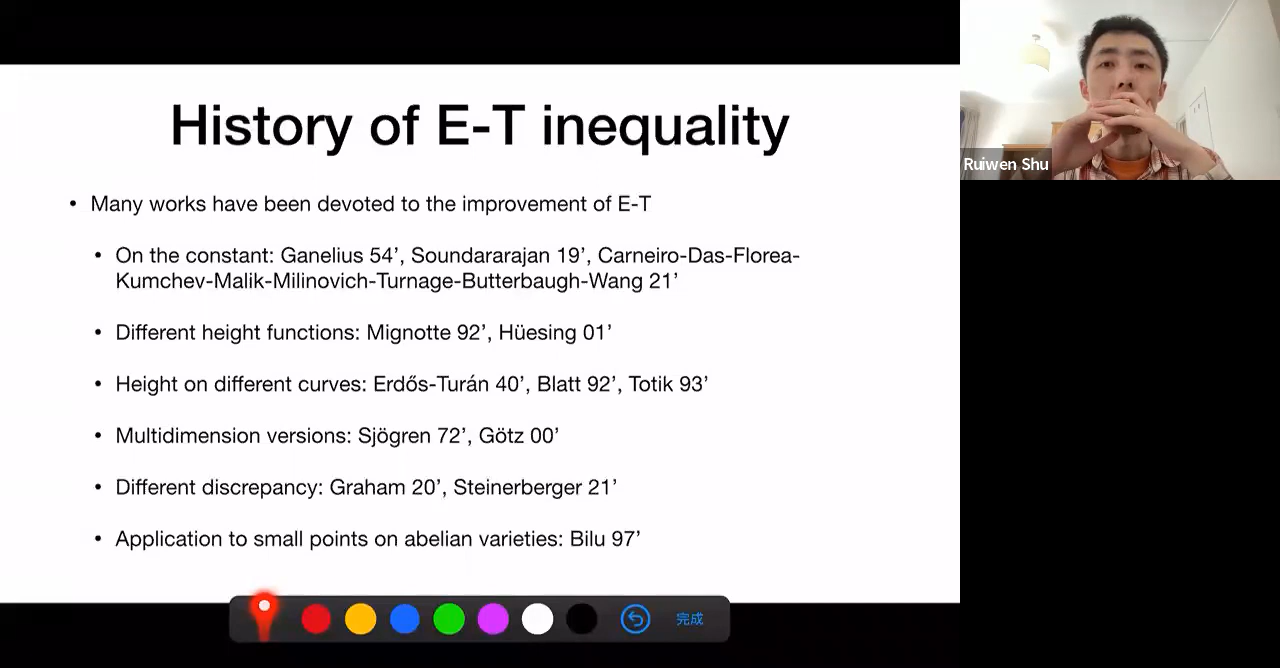 History of E-T inequality
• Many works have been devoted to the improvement of E-T
• On the constant: Ganelius 54’, Soundararajan 19’, Carneiro-Das-Florea-
Kumchev-Malik-Milinovich-Turnage-Butterbaugh-Wang 21’
• Different height functions: Mignotte 92’, Hüesing 01’
• Height on different curves: Erdős-Turán 40’, Blatt 92’, Totik 93’
• Multidimension versions: Sjögren 72’, Götz 00’
• Different discrepancy: Graham 20’, Steinerberger 21’
• Application to small points on abelian varieties: Bilu 97’
完成
Ruiwen Shu